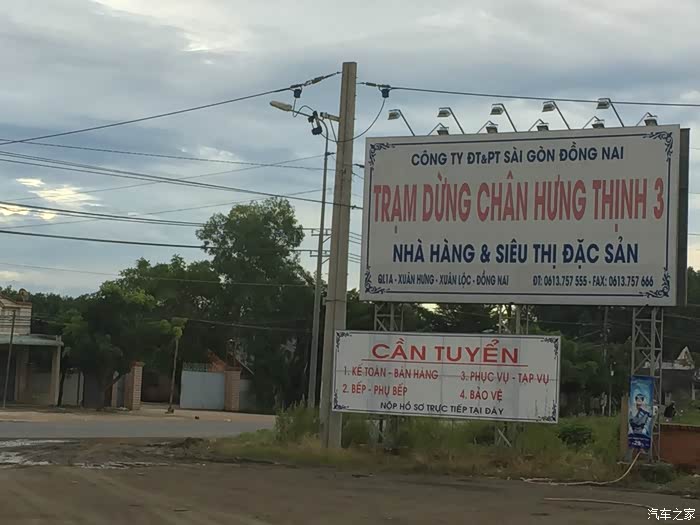 CÔNG TY ĐT&PT SÀI GÒN ĐỒNG NAI
TRẠM DỪNG CHÂN HƯNG THỊNH 3
NHÀ HÀNG & SIÊU THỊ ĐẶC SẢN
QL1A - XUÂN HƯNG - XUÂN LỘC - ĐỒNG NAI ĐT: 0613.757 555 - FAX: 0613.757 666
CẦN TUYỂN
1. KẾ TOÁN - BÁN HÀNG 3. PHỤC VỤ - TẠP VỤ
2. BẾP - PHỤ BẾP 4. BẢO VỆ
NỘP HỒ SƠ TRỰC TIẾP TẠI ĐÂY
汽车之家